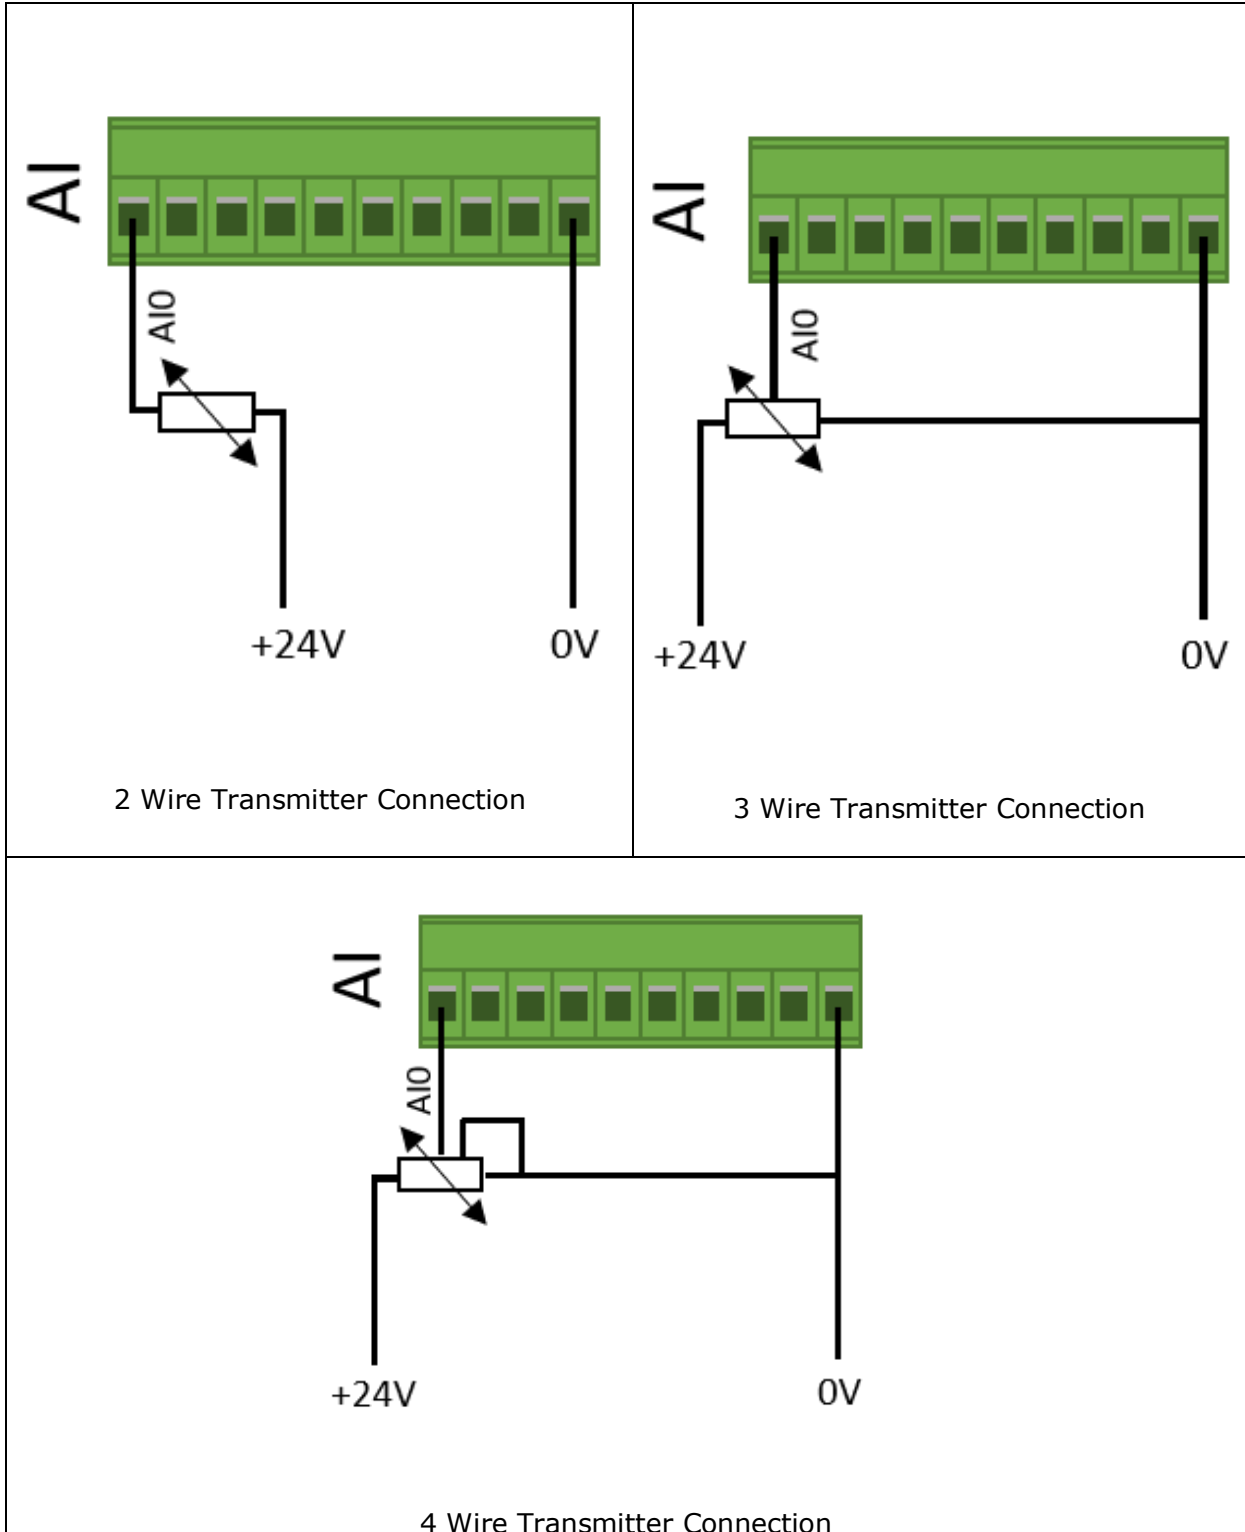 AI
AI0
+24V
0V
2 Wire Transmitter Connection
AI
AI0
+24V
0V
3 Wire Transmitter Connection
AI
AI0
+24V
0V
4 Wire Transmitter Connection